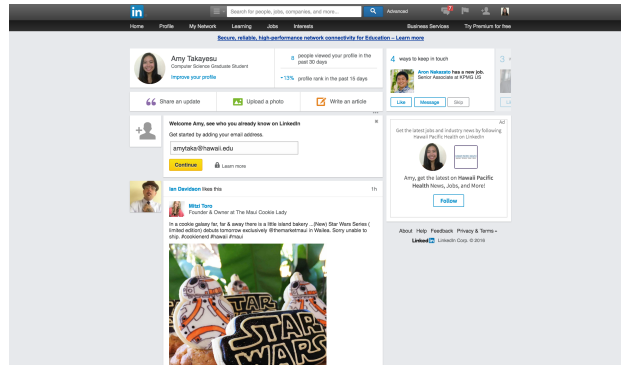 in
Search for people, jobs, companies, and more...
Advanced
Home Profile My Network Learning Jobs Interests Business Services Try Premium for free
Secure, reliable, high-performance network connectivity for Education – Learn more
Amy Takayesu
Computer Science Graduate Student
Improve your profile
8 people viewed your profile in the
past 30 days
-13% profile rank in the past 15 days
4 ways to keep in touch
Aron Nakazato has a new job.
Senior Associate at KPMG US
Like Message Skip
Share an update Upload a photo Write an article
Welcome Amy, see who you already know on LinkedIn
Get started by adding your email address.
amytaka@hawaii.edu
Continue Learn more
Ad
Get the latest jobs and industry news by following
Hawaii Pacific Health on LinkedIn
Amy, get the latest on Hawaii Pacific
Health News, Jobs, and More!
Follow
Ian Davidson likes this 1h
Mitzi Toro
Founder & Owner at The Maui Cookie Lady
In a cookie galaxy far, far & away there is a little island bakery ...(New) Star Wars Series (
limited edition) debuts tomorrow exclusively @themarketmaui in Wailea. Sorry unable to
ship. #cookienerd #hawaii #maui
About Help Feedback Privacy & Terms
Linked in LinkedIn Corp. © 2016
STAR
STAR
WARS